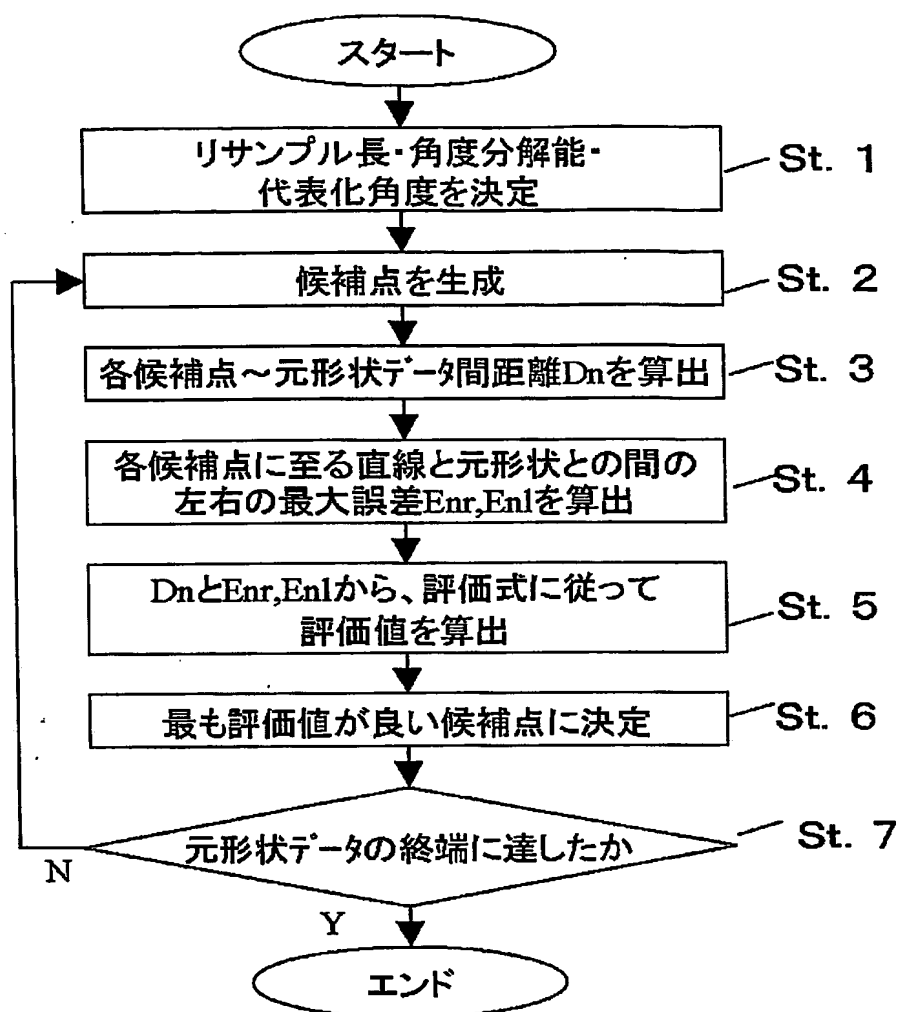 スタート
リサンプル長・角度分解能・
代表化角度を決定
St. 1
候補点を生成
St. 2
各候補点～元形状データ間距離Dnを算出
St. 3
各候補点に至る直線と元形状との間の
左右の最大誤差Enr,Enlを算出
St. 4
DnとEnr,Enlから、評価式に従って
評価値を算出
St. 5
最も評価値が良い候補点に決定
St. 6
元形状データの終端に達したか
St. 7
N
Y
エンド